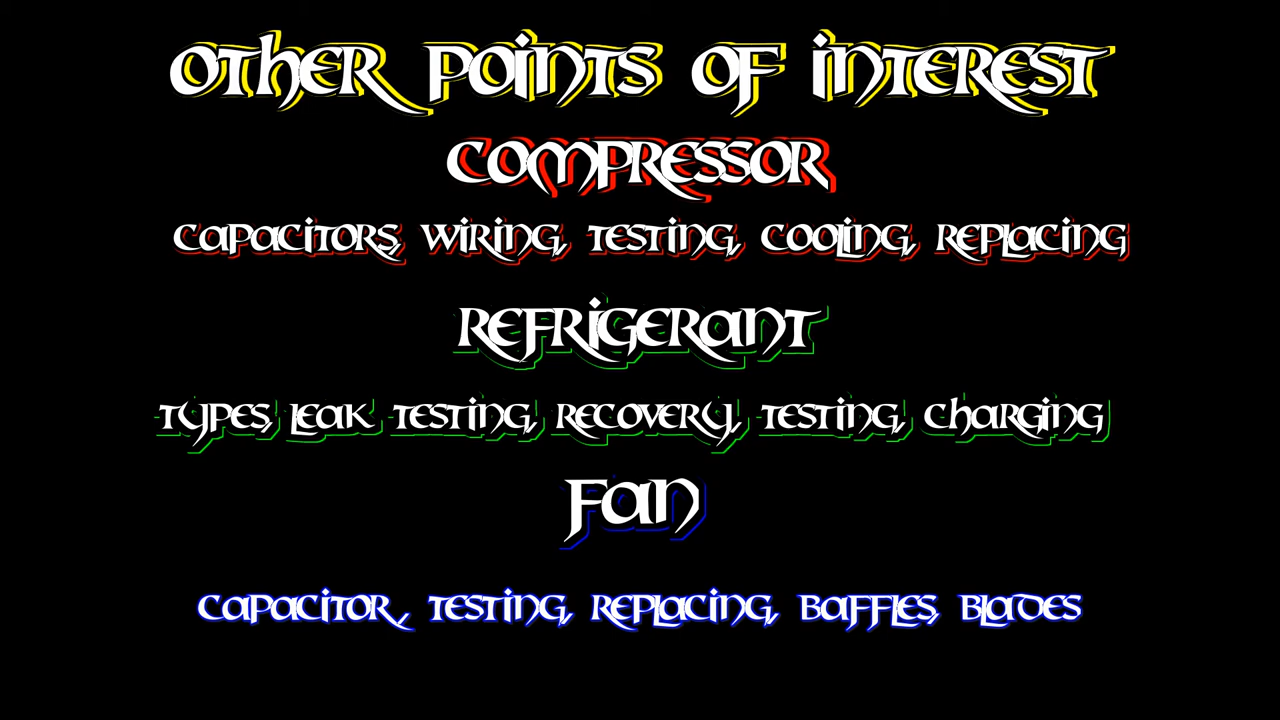 OTHER POINTS OF INTEREST
COMPRESSOR
CAPACITORS, WIRING, TESTING, COOLING, REPLACING
REFRIGERANT
TYPES, LEAK TESTING, RECOVERY, TESTING, CHARGING
FAN
CAPACITOR, TESTING, REPLACING, BAFFLES, BLADES